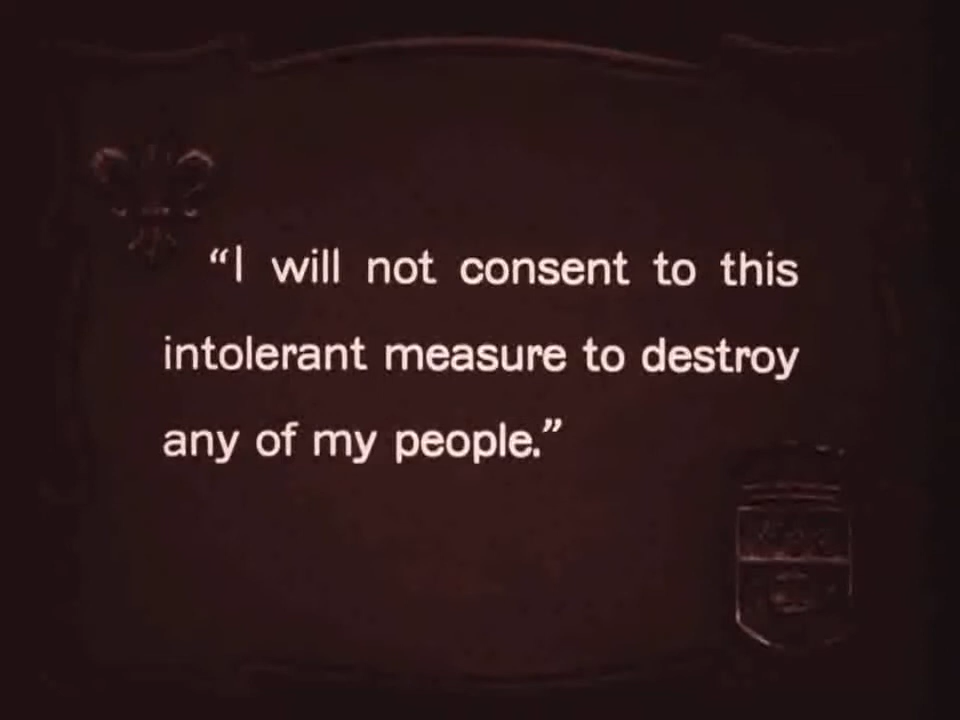 “I will not consent to this
intolerant measure to destroy
any of my people.”